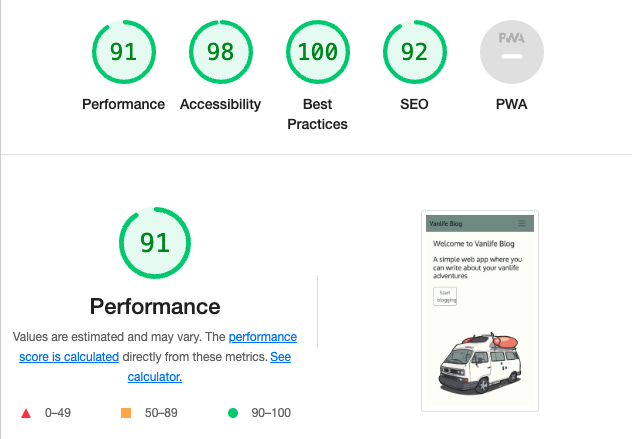 91
98
100
92
PWA
Performance
Accessibility
Best
Practices
SEO
PWA
91
Performance
Values are estimated and may vary. The performance
score is calculated directly from these metrics. See
calculator.
0–49
50–89
90–100
Vanlife Blog
Welcome to Vanlife Blog
A simple web app where you
can write about your vanlife
adventures
Start
blogging